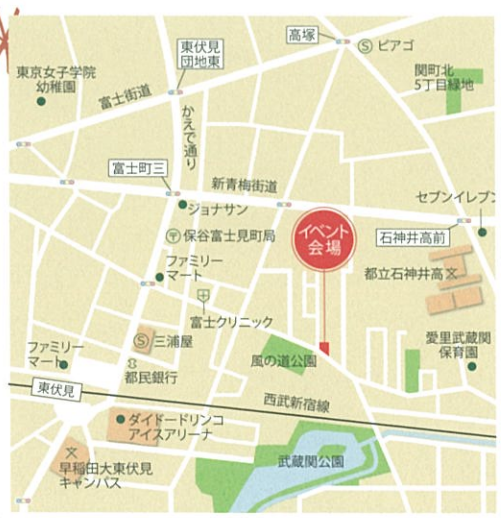 高塚
Ⓢ ピアゴ
東伏見
団地東
東京女子学院
幼稚園
富士街道
関町北
5丁目緑地
かえで通り
富士町三
新青梅街道
ジョナサン
セブンイレブン
〒保谷富士見町局
イベント
会場
石神井高前
ファミリー
マート
都立石神井高
富士クリニック
Ⓢ 三浦屋
ファミリー
マート
都民銀行
風の道公園
愛里武蔵関
保育園
東伏見
西武新宿線
ダイドードリンコ
アイスアリーナ
武蔵関公園
早稲田大東伏見
キャンパス